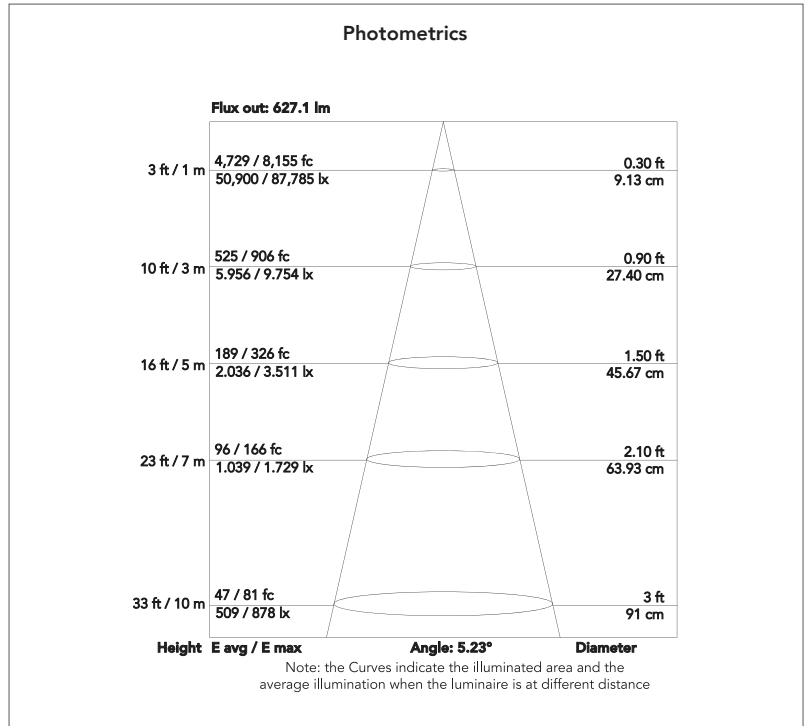 Photometrics
Flux out: 627.1 lm
3 ft / 1 m
4,729 / 8,155 fc
50,900 / 87,785 lx
0.30 ft
9.13 cm
10 ft / 3 m
525 / 906 fc
5.956 / 9.754 lx
0.90 ft
27.40 cm
16 ft / 5 m
189 / 326 fc
2.036 / 3.511 lx
1.50 ft
45.67 cm
23 ft / 7 m
96 / 166 fc
1.039 / 1.729 lx
2.10 ft
63.93 cm
33 ft / 10 m
47 / 81 fc
509 / 878 lx
3 ft
91 cm
Height E avg / E max Angle: 5.23° Diameter
Note: the Curves indicate the illuminated area and the
average illumination when the luminaire is at different distance